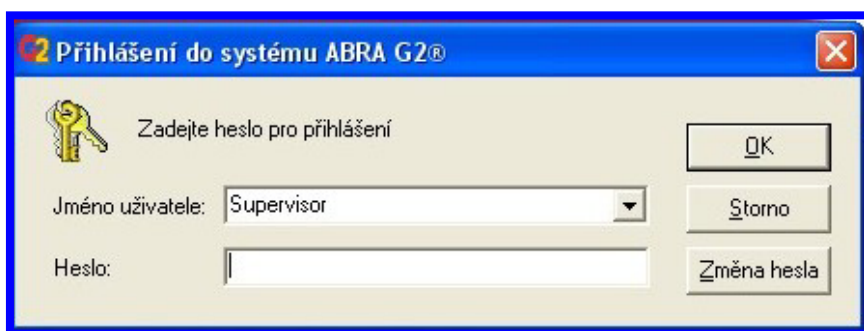 G2 Přihlášení do systému ABRA G2®
Zadejte heslo pro přihlášení
OK
Jméno uživatele: Supervisor
Storno
Heslo:
Změna hesla